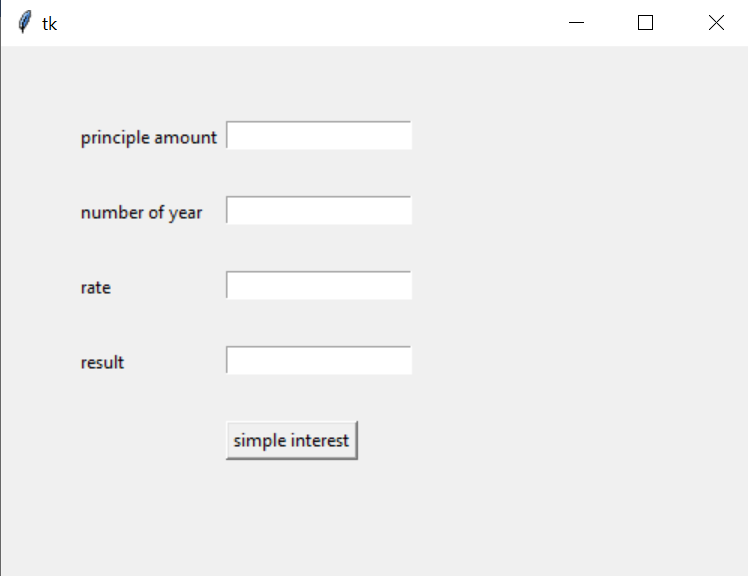 tk
principle amount
number of year
rate
result
simple interest